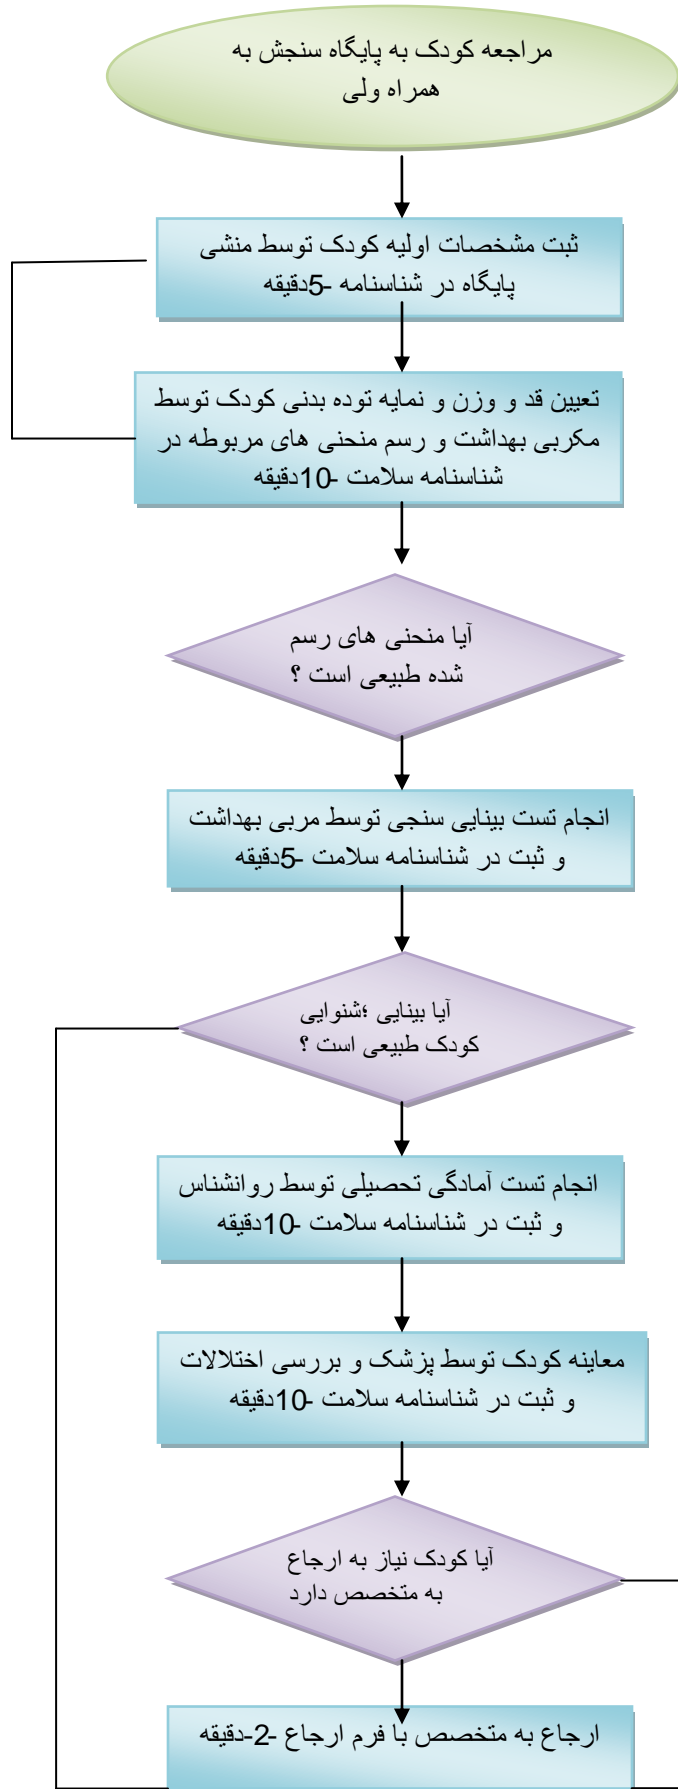 مراجعه کودک به پایگاه سنجش به
همراه ولی
ثبت مشخصات اولیه کودک توسط منشی
پایگاه در شناسنامه -5دقیقه
تعیین قد و وزن و نمایه توده بدنی کودک توسط
مکربی بهداشت و رسم منحنی های مربوطه در
شناسنامه سلامت -10دقیقه
آیا منحنی های رسم
شده طبیعی است ؟
انجام تست بینایی سنجی توسط مربی بهداشت
و ثبت در شناسنامه سلامت -5دقیقه
آیا بینایی ؛شنوایی
کودک طبیعی است ؟
انجام تست آمادگی تحصیلی توسط روانشناس
و ثبت در شناسنامه سلامت -10دقیقه
معاینه کودک توسط پزشک و بررسی اختلالات
و ثبت در شناسنامه سلامت -10دقیقه
آیا کودک نیاز به ارجاع
به متخصص دارد
ارجاع به متخصص با فرم ارجاع -2-دقیقه